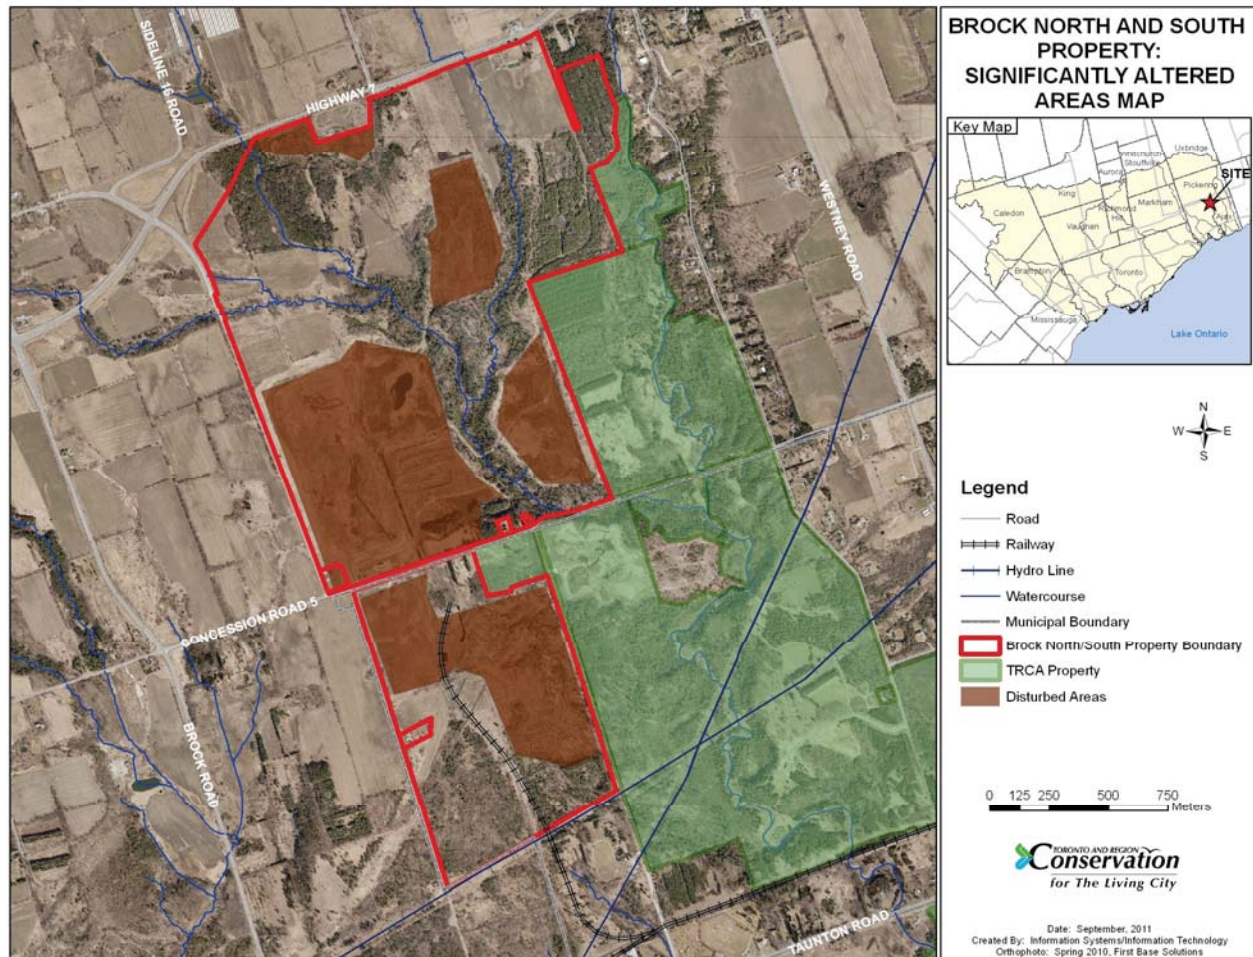 SIDELINE 16 ROAD
HIGHWAY 7
WESTNEY ROAD
CONCESSION ROAD 5
BROCK ROAD
TAUNTON ROAD
BROCK NORTH AND SOUTH
PROPERTY:
SIGNIFICANTLY ALTERED
AREAS MAP
Key Map
Uxbridge
Whitchurch-
Stouffville
Aurora
SITE
King
Pickering
Caledon
Richmond
Hill
Markham
Ajax
Vaughan
Brampton
Toronto
Mississauga
Lake Ontario
N
W E
S
Legend
Road
Railway
Hydro Line
Watercourse
Municipal Boundary
Brock North/South Property Boundary
TRCA Property
Disturbed Areas
0 125 250 500 750
Meters
TORONTO AND REGION
Conservation
for The Living City
Date: September, 2011
Created By: Information Systems/Information Technology
Orthophoto: Spring 2010, First Base Solutions